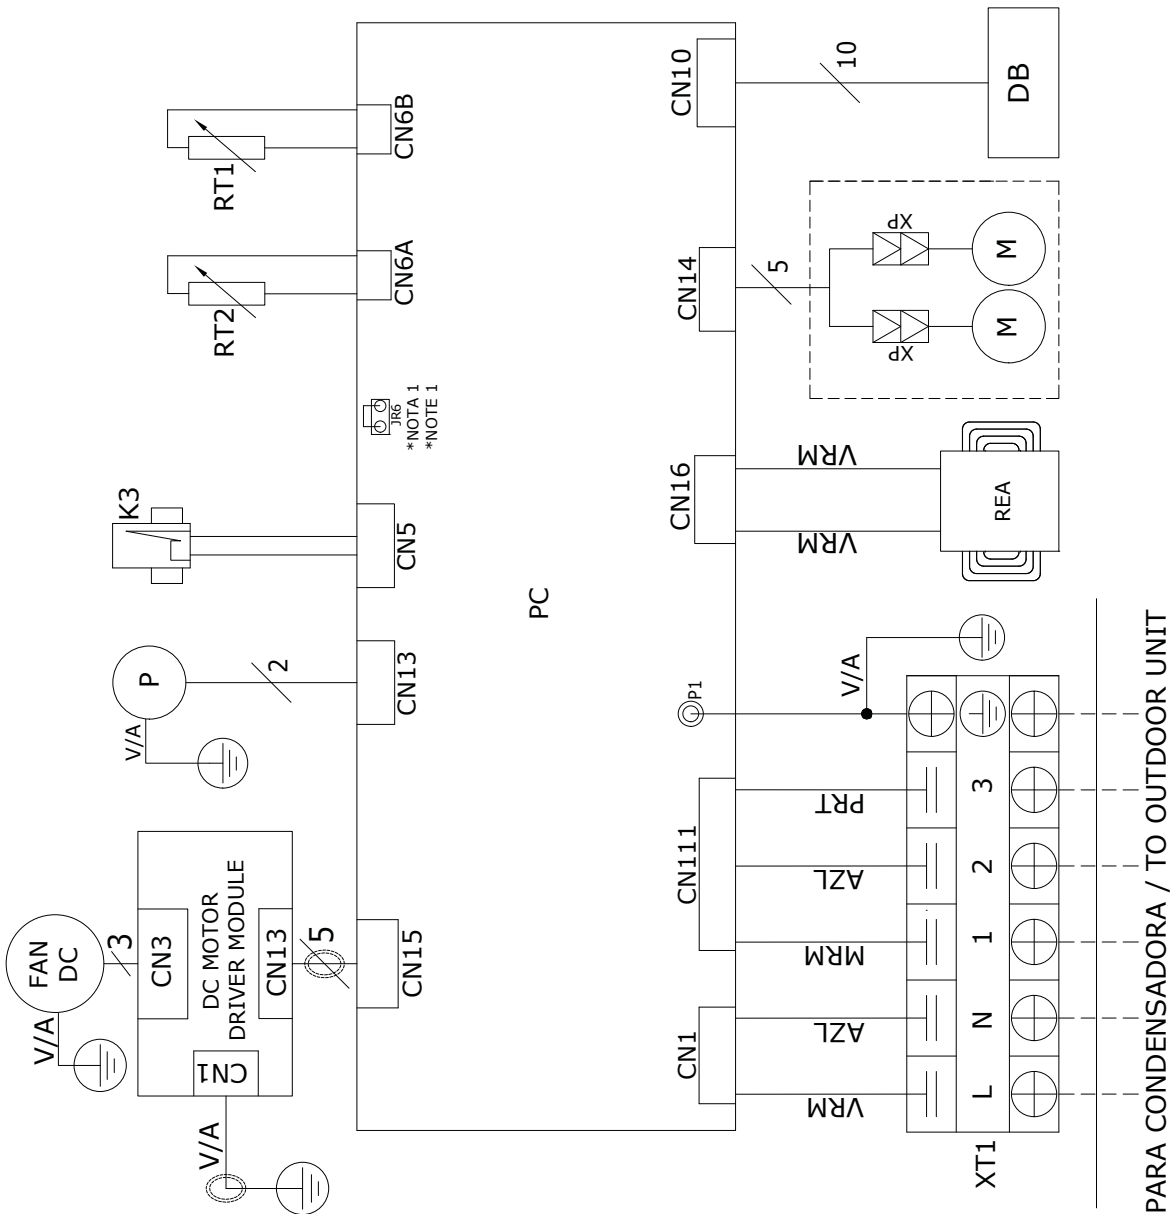 CN6B
RT1
CN6A
RT2
JR6
*NOTA 1
*NOTE 1
K3
CN5
P
2
V/A
CN13
FAN
DC
V/A
3
CN3
DC MOTOR
DRIVER MODULE
CN13
5
CN15
CN1
V/A
PC
CN10
10
DB
CN14
5
XP
M
XP
M
CN16
VRM
VRM
REA
P1
V/A
CN111
PRT
AZL
MRM
CN1
AZL
VRM
3
2
1
N
L
XT1
PARA CONDENSADORA / TO OUTDOOR UNIT